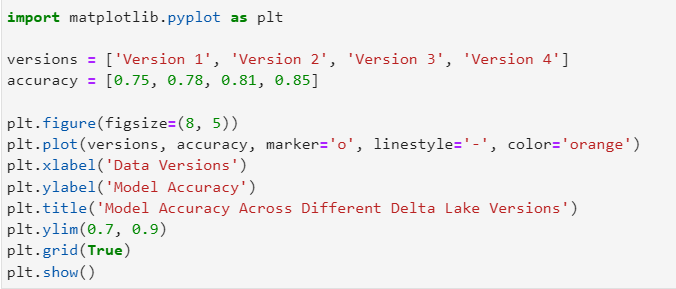 import matplotlib.pyplot as plt
versions = ['Version 1', 'Version 2', 'Version 3', 'Version 4']
accuracy = [0.75, 0.78, 0.81, 0.85]
plt.figure(figsize=(8, 5))
plt.plot(versions, accuracy, marker='o', linestyle='-', color='orange')
plt.xlabel('Data Versions')
plt.ylabel('Model Accuracy')
plt.title('Model Accuracy Across Different Delta Lake Versions')
plt.ylim(0.7, 0.9)
plt.grid(True)
plt.show()